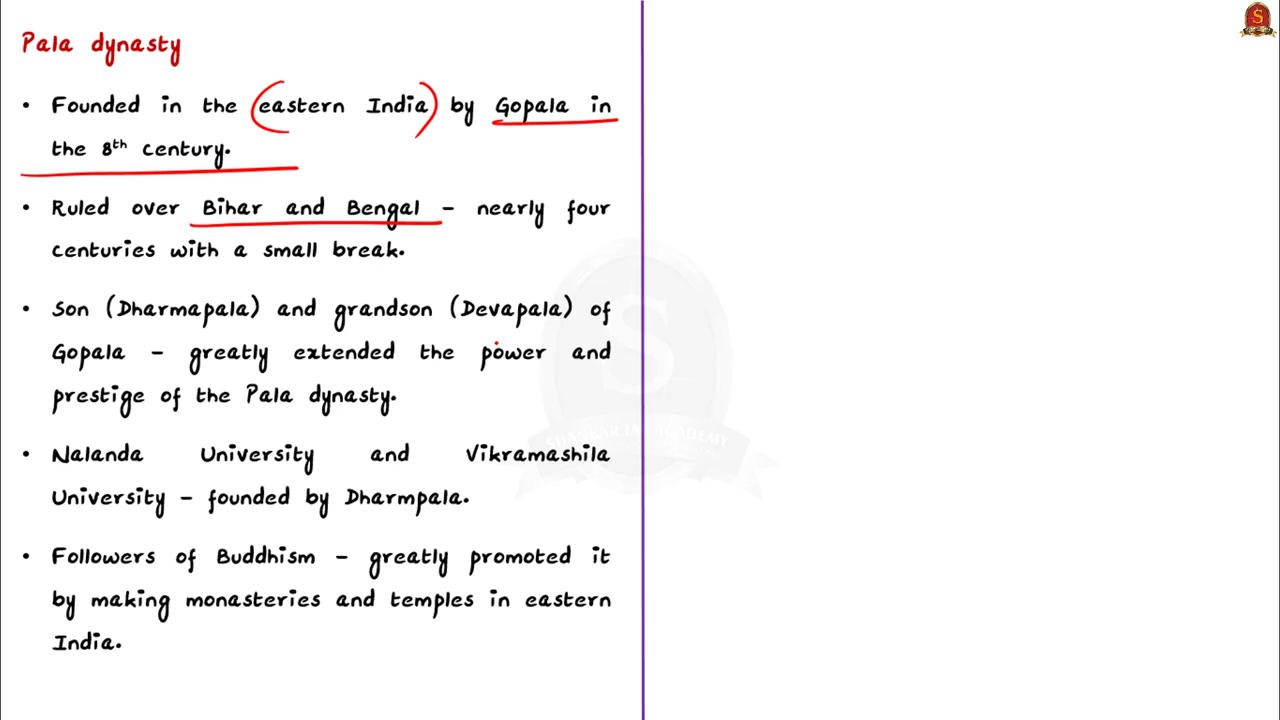 Pala dynasty
• Founded in the eastern India by Gopala in
the 8th century.
• Ruled over Bihar and Bengal – nearly four
centuries with a small break.
• Son (Dharmapala) and grandson (Devapala) of
Gopala – greatly extended the power and
prestige of the Pala dynasty.
• Nalanda University and Vikramashila
University – founded by Dharmpala.
• Followers of Buddhism – greatly promoted it
by making monasteries and temples in eastern
India.
S